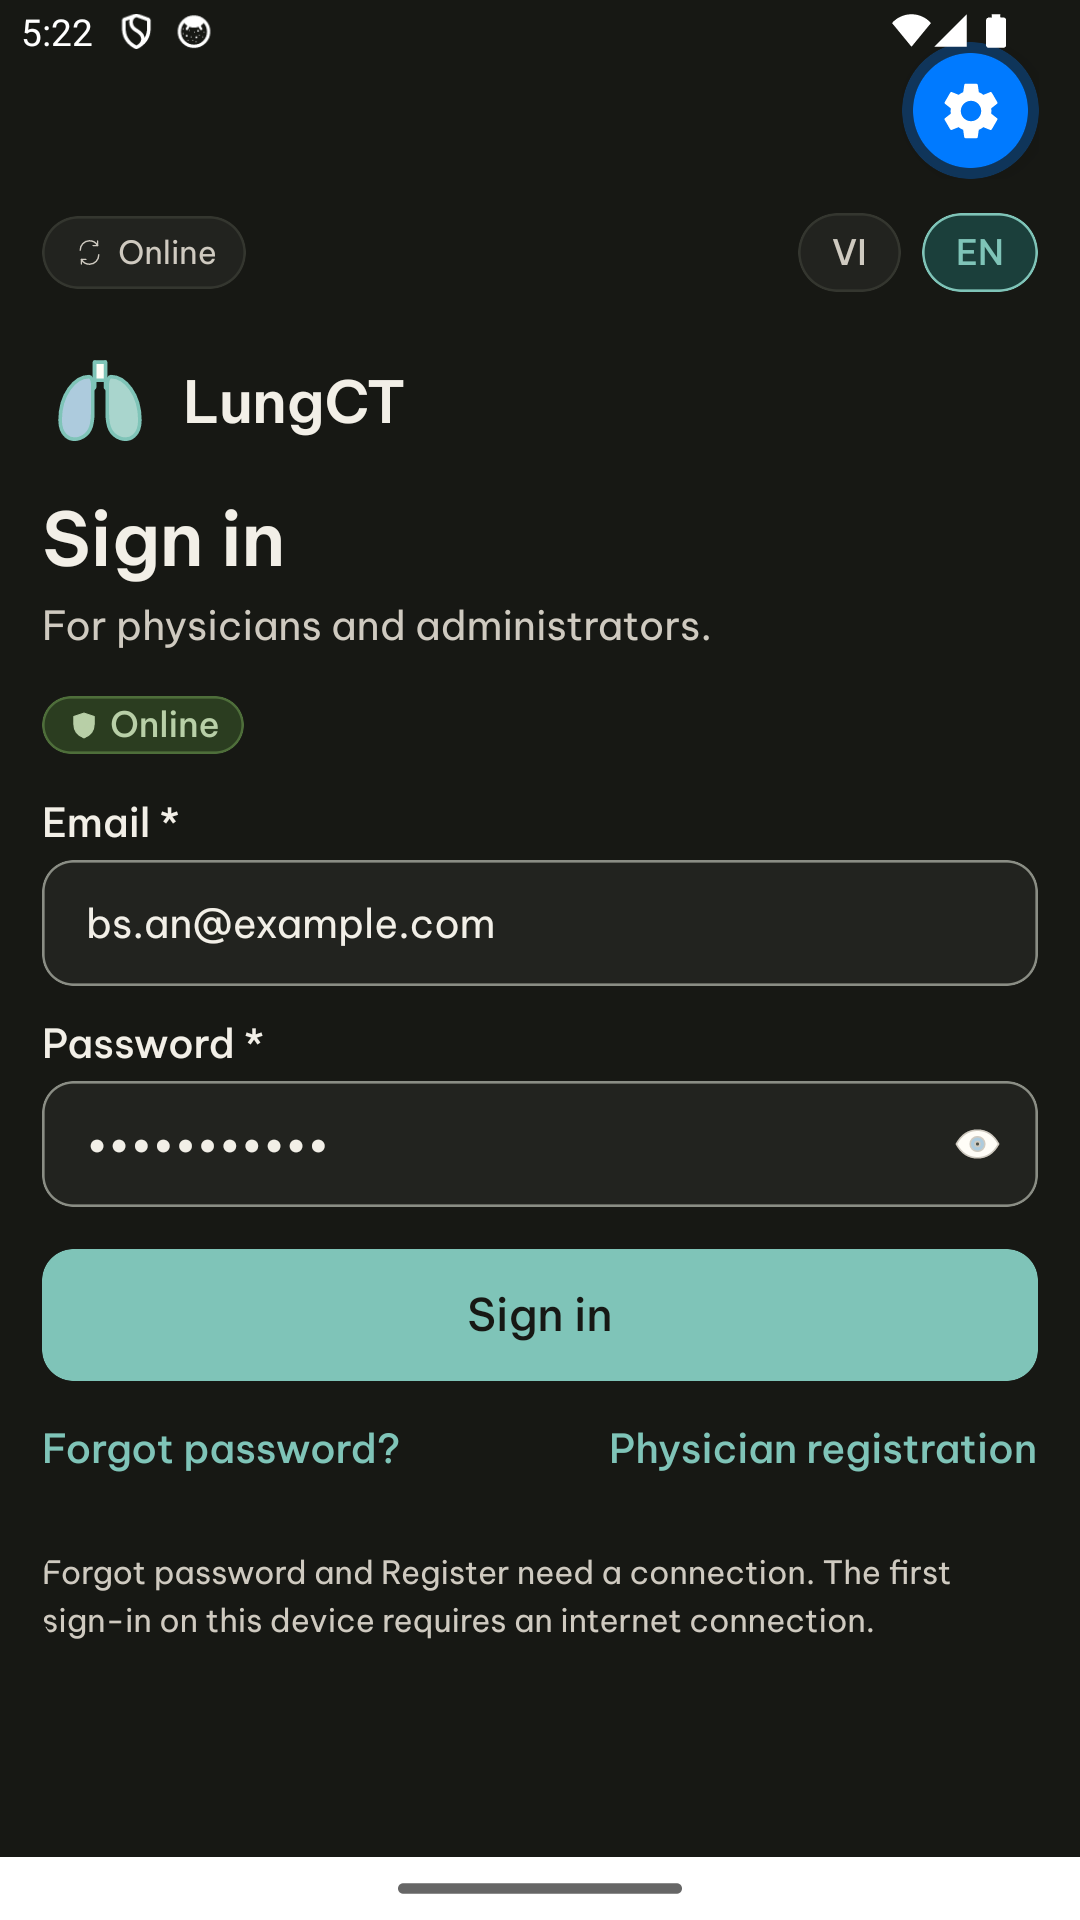 5:22
Online
VI
EN
LungCT
Sign in
For physicians and administrators.
Online
Email *
bs.an@example.com
Password *
•••••••••••
Sign in
Forgot password?
Physician registration
Forgot password and Register need a connection. The first
sign-in on this device requires an internet connection.